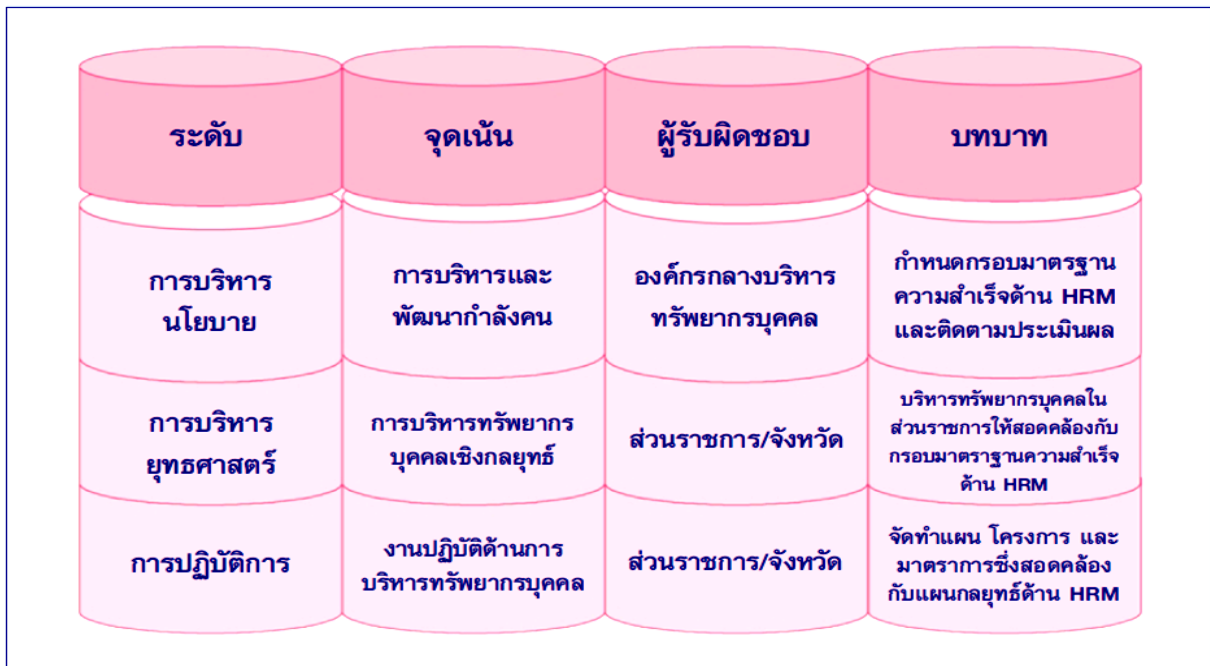 ระดับ
จุดเน้น
ผู้รับผิดชอบ
บทบาท
การบริหาร
นโยบาย
การบริหารและ
พัฒนากำลังคน
องค์กรกลางบริหาร
ทรัพยากรบุคคล
กำหนดกรอบมาตรฐาน
ความสำเร็จด้าน HRM
และติดตามประเมินผล
การบริหาร
ยุทธศาสตร์
การบริหารทรัพยากร
บุคคลเชิงกลยุทธ์
ส่วนราชการ/จังหวัด
บริหารทรัพยากรบุคคลใน
ส่วนราชการให้สอดคล้องกับ
กรอบมาตราฐานความสำเร็จ
ด้าน HRM
การปฏิบัติการ
งานปฏิบัติด้านการ
บริหารทรัพยากรบุคคล
ส่วนราชการ/จังหวัด
จัดทำแผน โครงการ และ
มาตราการซึ่งสอดคล้อง
กับแผนกลยุทธ์ด้าน HRM